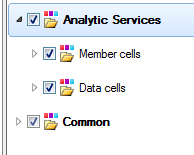 Analytic Services
Member cells
Data cells
Common